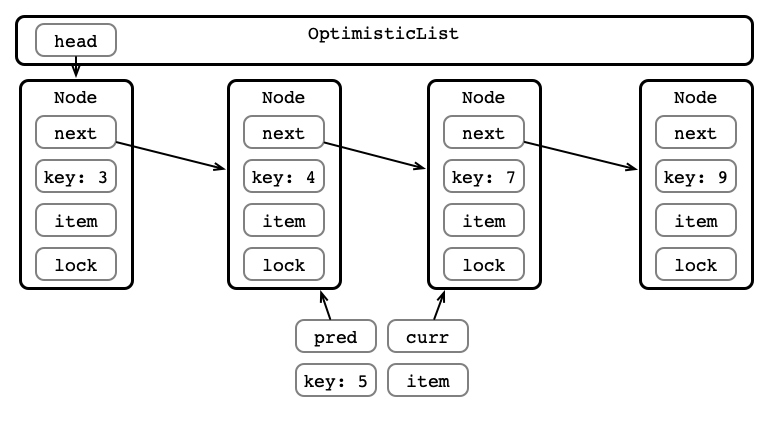 OptimisticList
head
Node
next
key: 3
item
lock
Node
next
key: 4
item
lock
Node
next
key: 7
item
lock
Node
next
key: 9
item
lock
pred
curr
key: 5
item